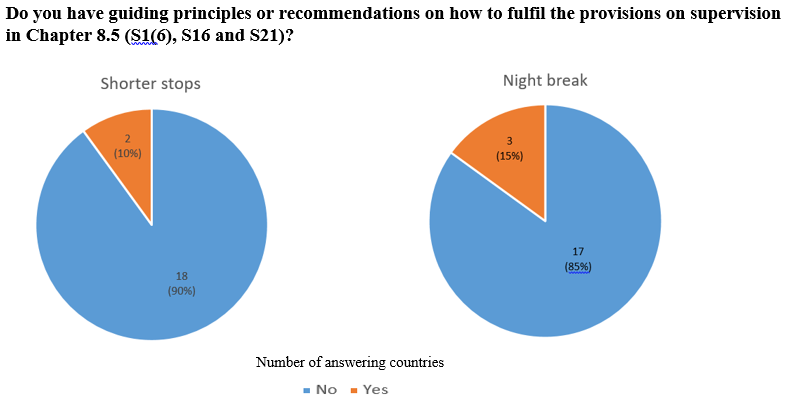 Do you have guiding principles or recommendations on how to fulfil the provisions on supervision
in Chapter 8.5 (S1(6), S16 and S21)?
Shorter stops
Night break
2
(10%)
3
(15%)
18
(90%)
17
(85%)
Number of answering countries
No Yes